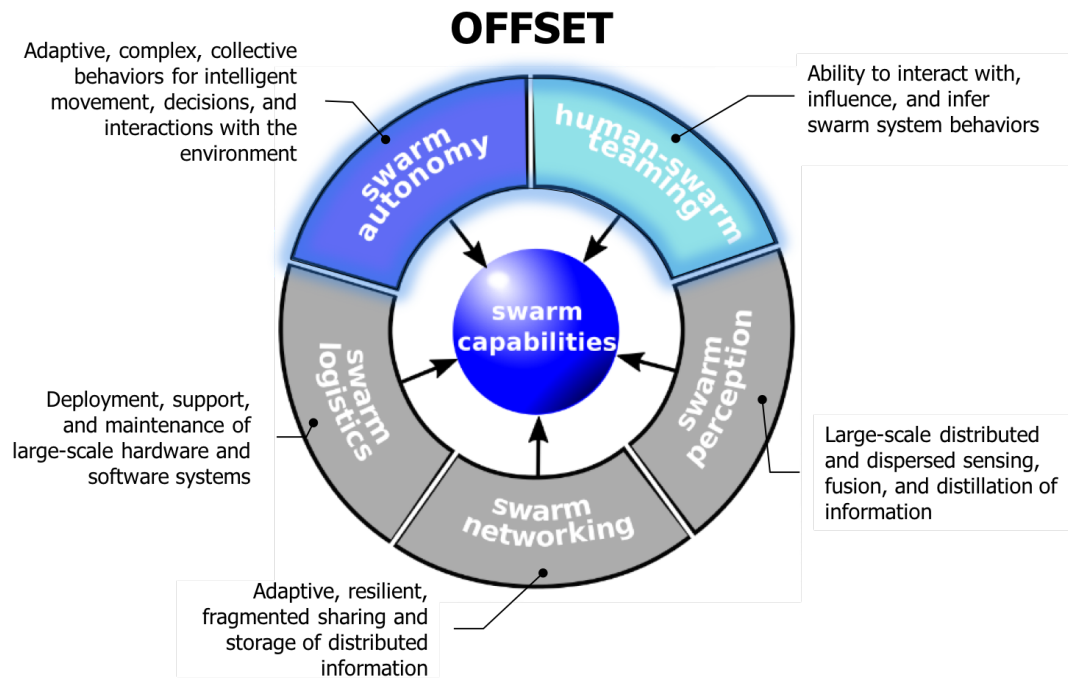 OFFSET
Adaptive, complex, collective
behaviors for intelligent
movement, decisions, and
interactions with the
environment
Ability to interact with,
influence, and infer
swarm system behaviors
swarm
autonomy
human-swarm
teaming
swarm
capabilities
swarm
logistics
swarm
perception
swarm
networking
Deployment, support,
and maintenance of
large-scale hardware and
software systems
Large-scale distributed
and dispersed sensing,
fusion, and distillation of
information
Adaptive, resilient,
fragmented sharing and
storage of distributed
information